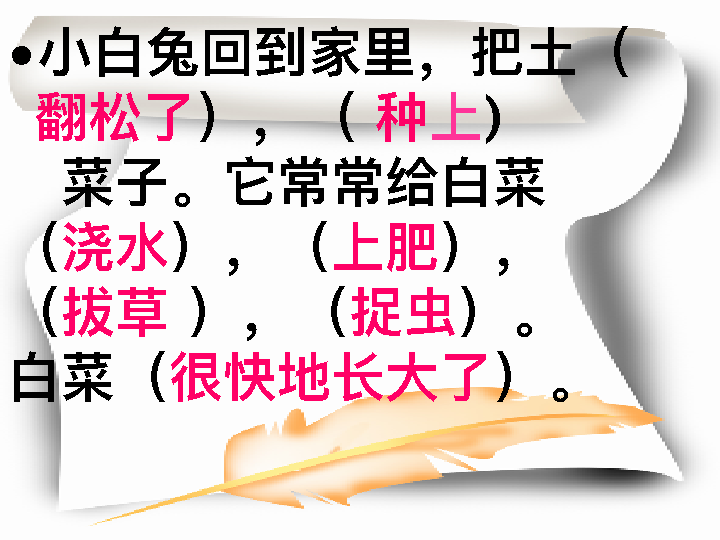 •小白兔回到家里，把土（
翻松了），（ 种上)
菜子。它常常给白菜
（浇水），（上肥），
（拔草 ），（捉虫）。
白菜（很快地长大了）。